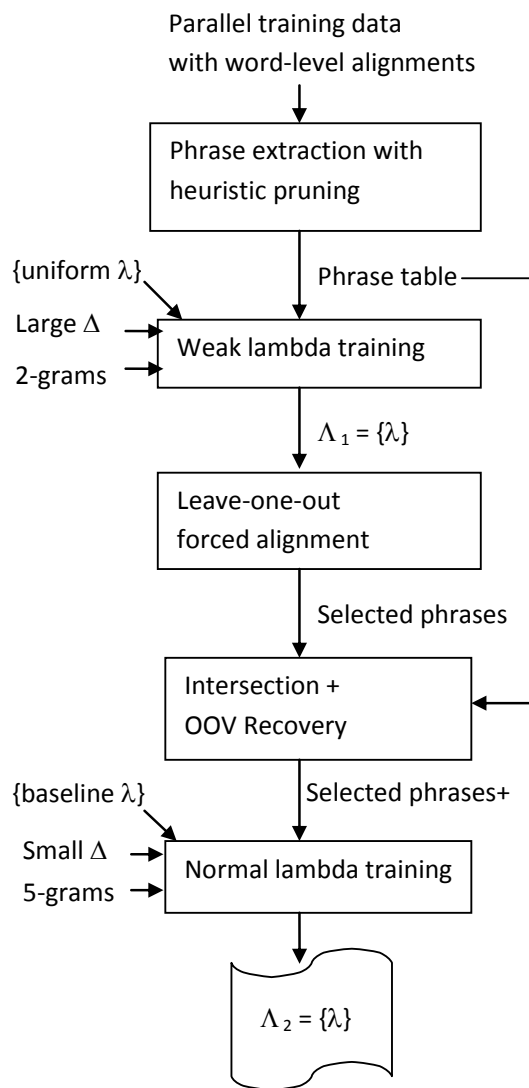 Parallel training data
with word-level alignments
Phrase extraction with
heuristic pruning
{uniform λ}
Phrase table
Large Δ
Weak lambda training
2-grams
Λ 1 = {λ}
Leave-one-out
forced alignment
Selected phrases
Intersection +
OOV Recovery
{baseline λ}
Selected phrases+
Small Δ
Normal lambda training
5-grams
Λ 2 = {λ}